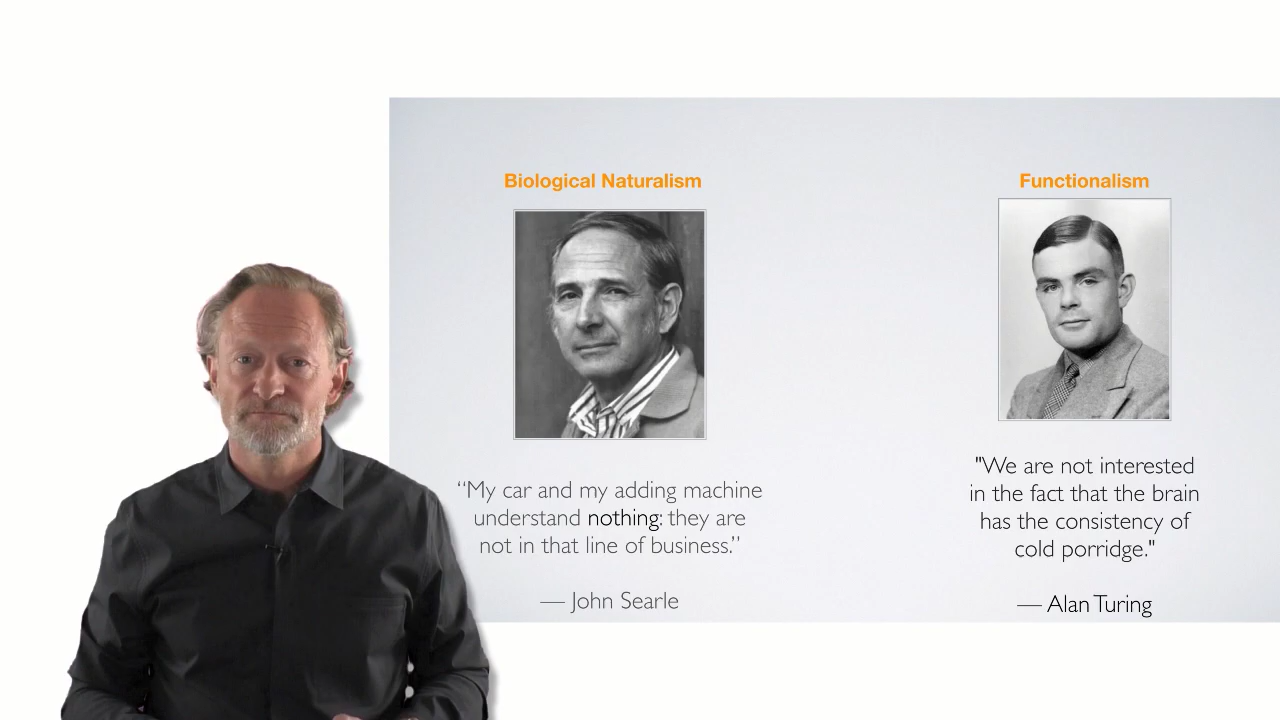 Biological Naturalism
“My car and my adding machine
understand nothing: they are
not in that line of business.”
— John Searle
Functionalism
"We are not interested
in the fact that the brain
has the consistency of
cold porridge."
— Alan Turing